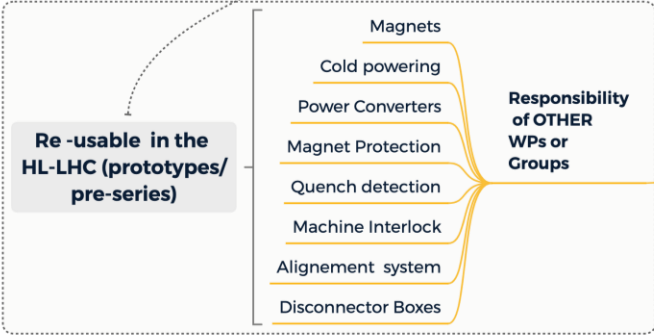 Re -usable in the
HL-LHC (prototypes/
pre-series)
Magnets
Cold powering
Power Converters
Magnet Protection
Quench detection
Machine Interlock
Alignement system
Disconnector Boxes
Responsibility
of OTHER
WPs or
Groups